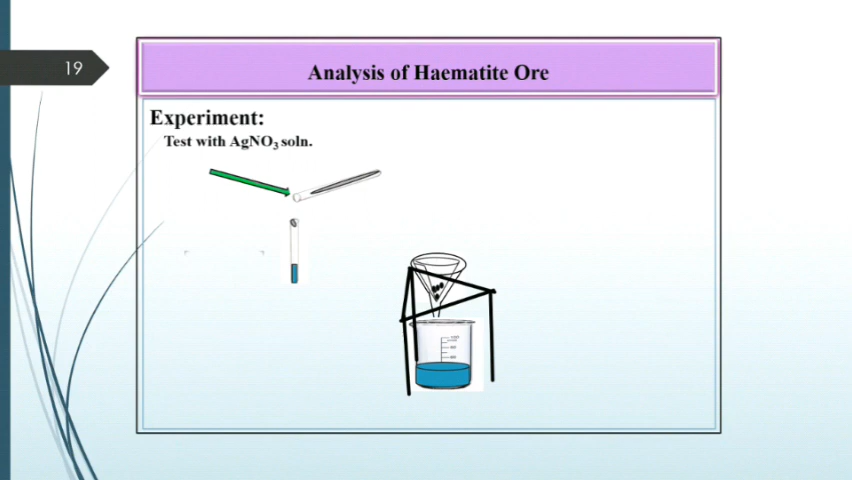 19
Analysis of Haematite Ore
Experiment:
Test with AgNO₃ soln.